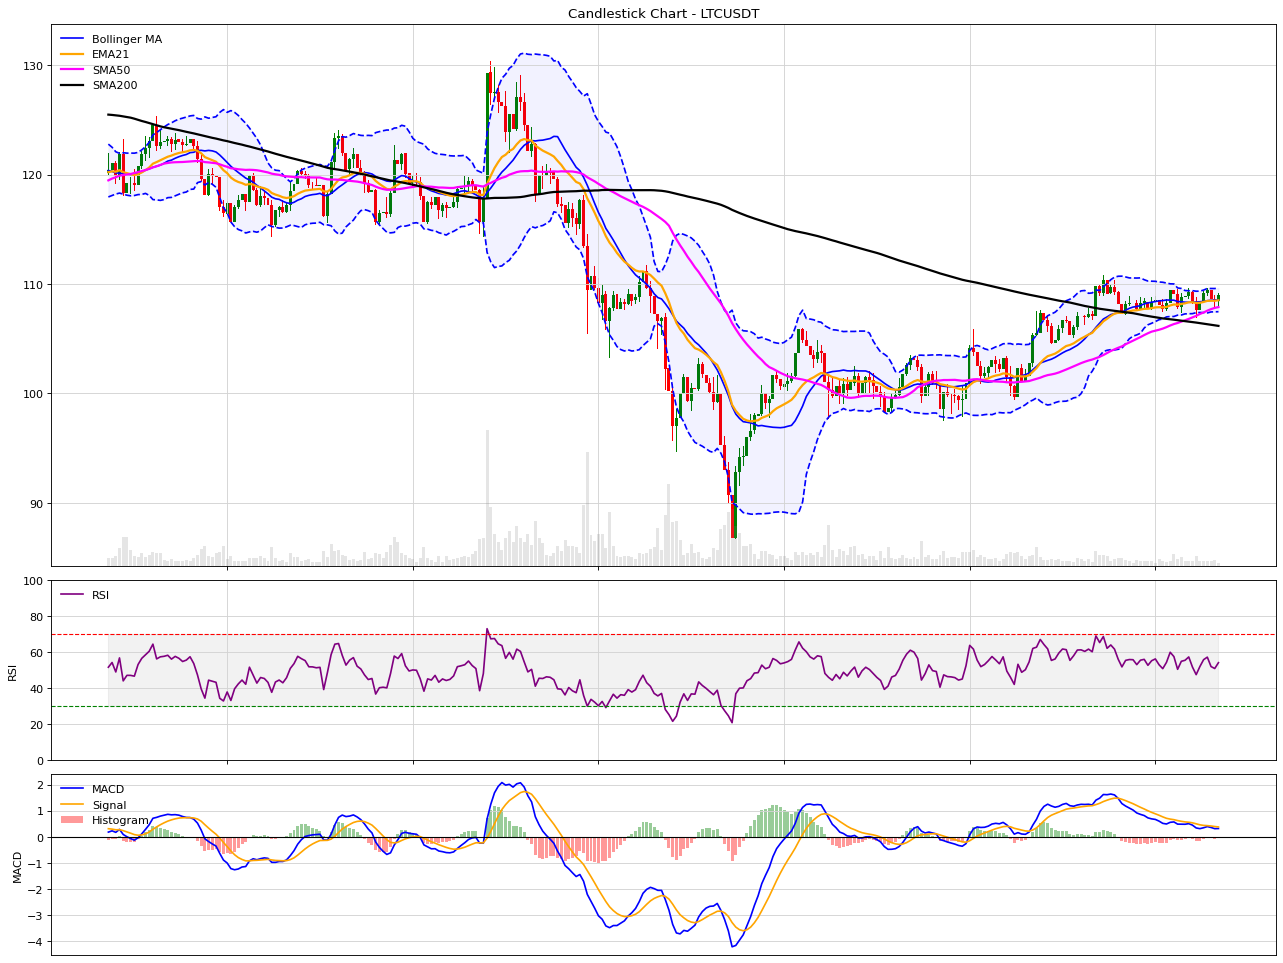 Candlestick Chart - LTCUSDT
Bollinger MA
EMA21
SMA50
SMA200
130
120
110
100
90
RSI
100
80
60
40
20
0
RSI
MACD
Signal
Histogram
2
1
0
−1
−2
−3
−4
MACD